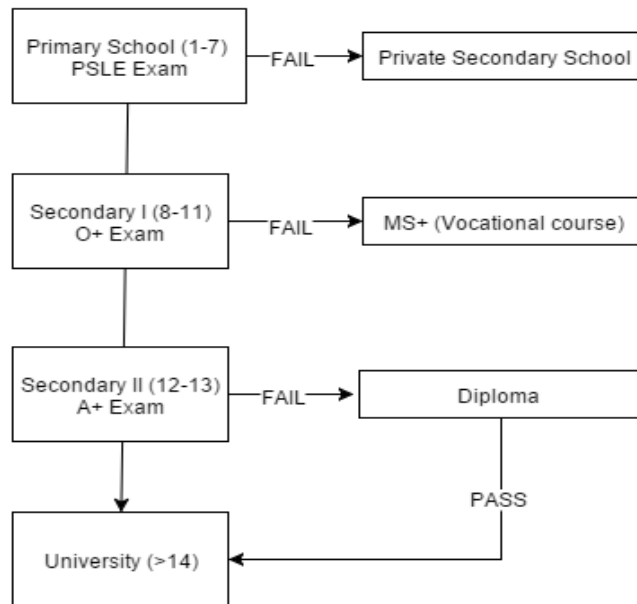 Primary School (1-7)
PSLE Exam
FAIL
Private Secondary School
Secondary I (8-11)
O+ Exam
FAIL
MS+ (Vocational course)
Secondary II (12-13)
A+ Exam
FAIL
Diploma
PASS
University (>14)